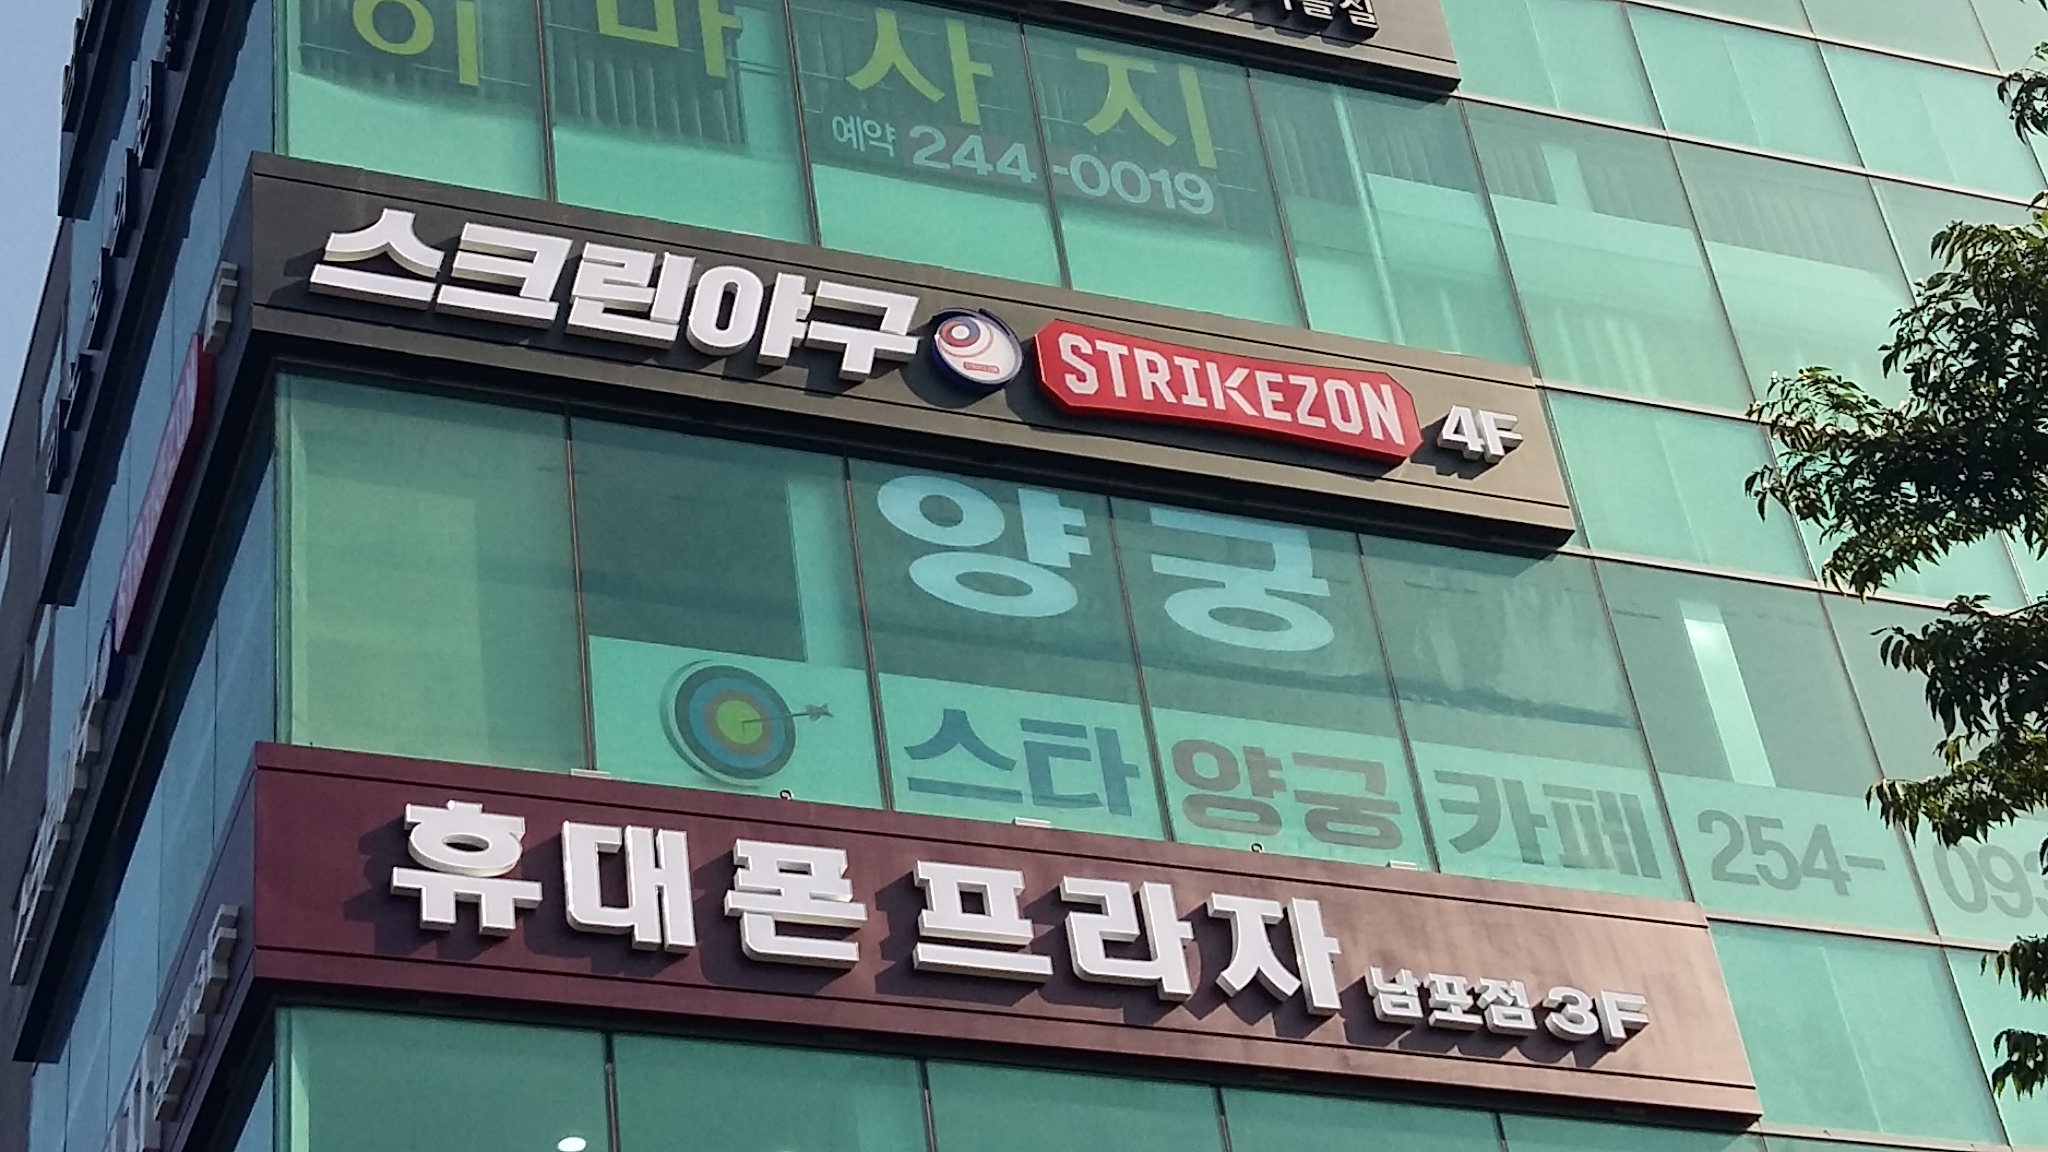 마사지
예약 244-0019
스크린야구 STRIKEZON 4F
양궁
스타 양궁 카페 254-093
휴대폰 프라자 남포점 3F